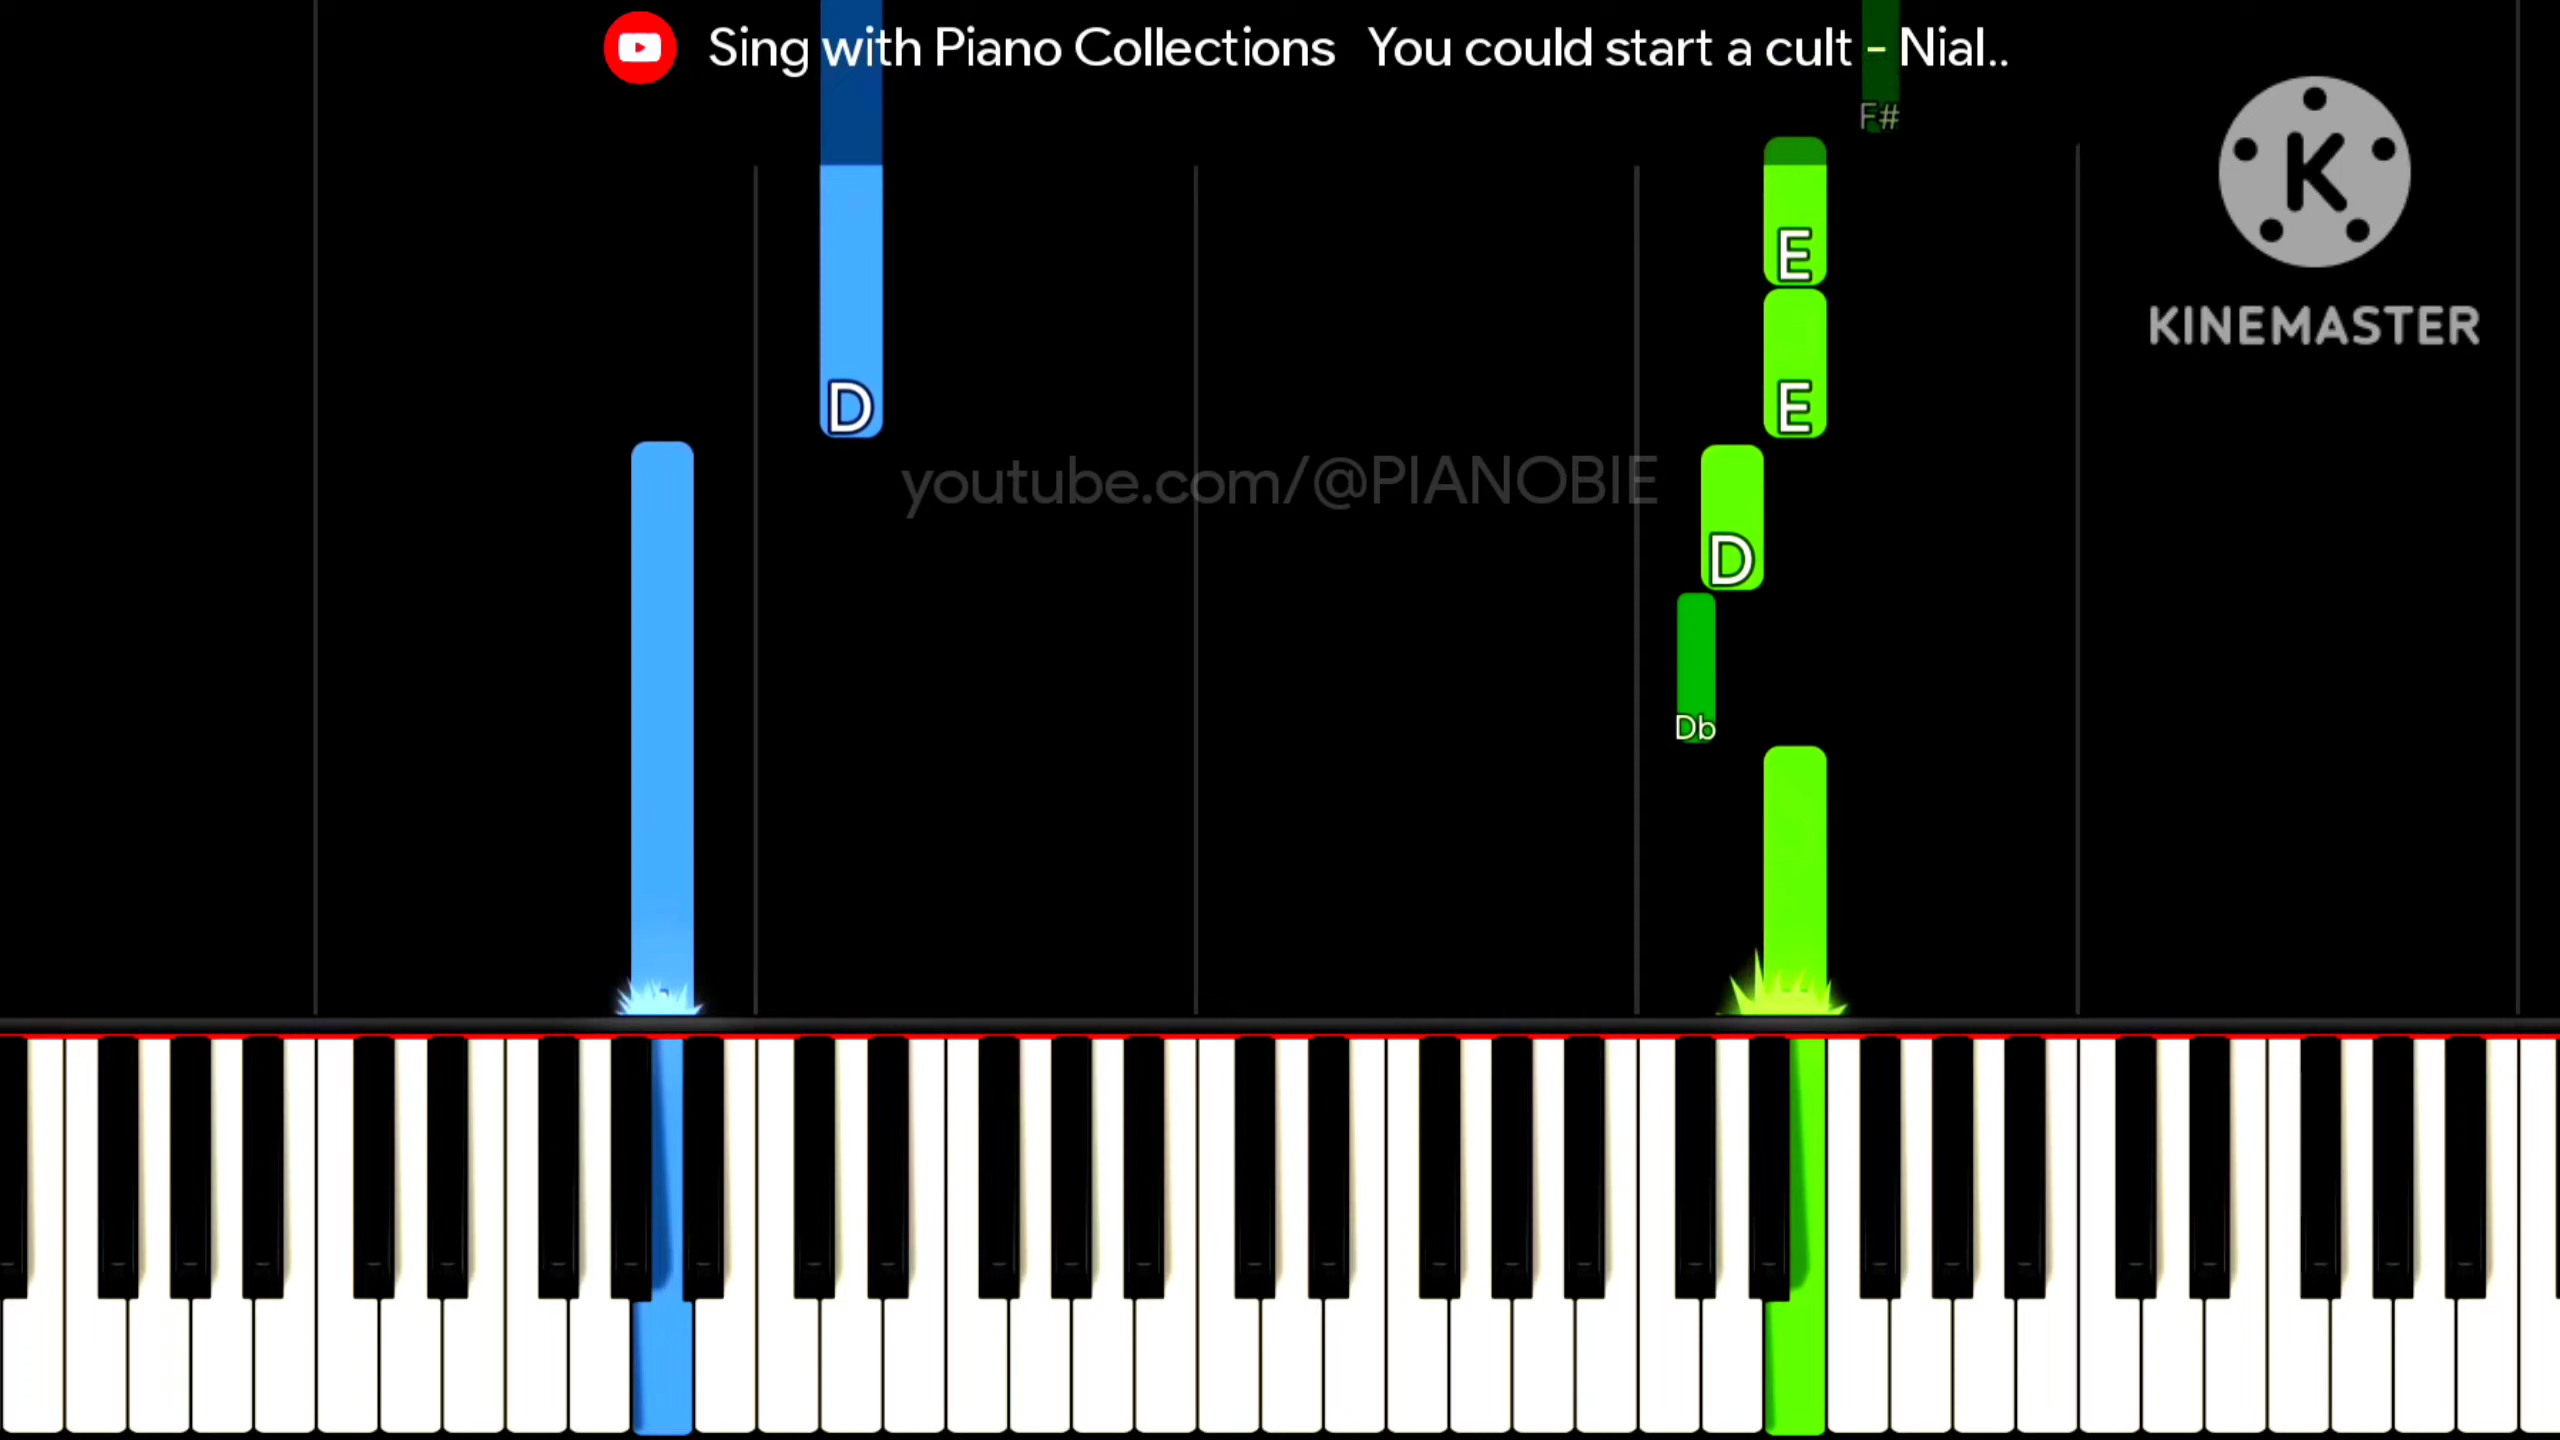 Sing with Piano Collections You could start a cult - Nial..
F#
E
D
E
youtube.com/@PIANOBIE
D
Db
K
KINEMASTER